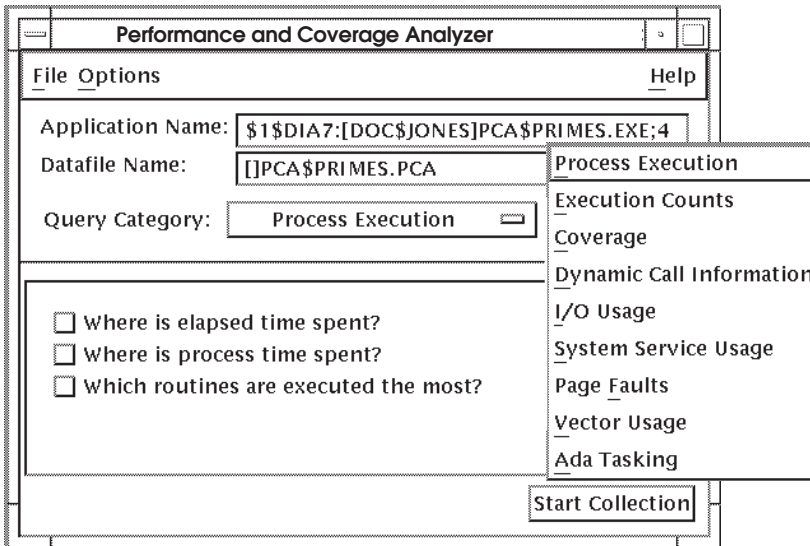 Performance and Coverage Analyzer
File Options Help
Application Name: $1$DIA7:[DOC$JONES]PCA$PRIMES.EXE;4
Datafile Name: []PCA$PRIMES.PCA
Query Category: Process Execution
Process Execution
Execution Counts
Coverage
Dynamic Call Information
I/O Usage
System Service Usage
Page Faults
Vector Usage
Ada Tasking
Where is elapsed time spent?
Where is process time spent?
Which routines are executed the most?
Start Collection